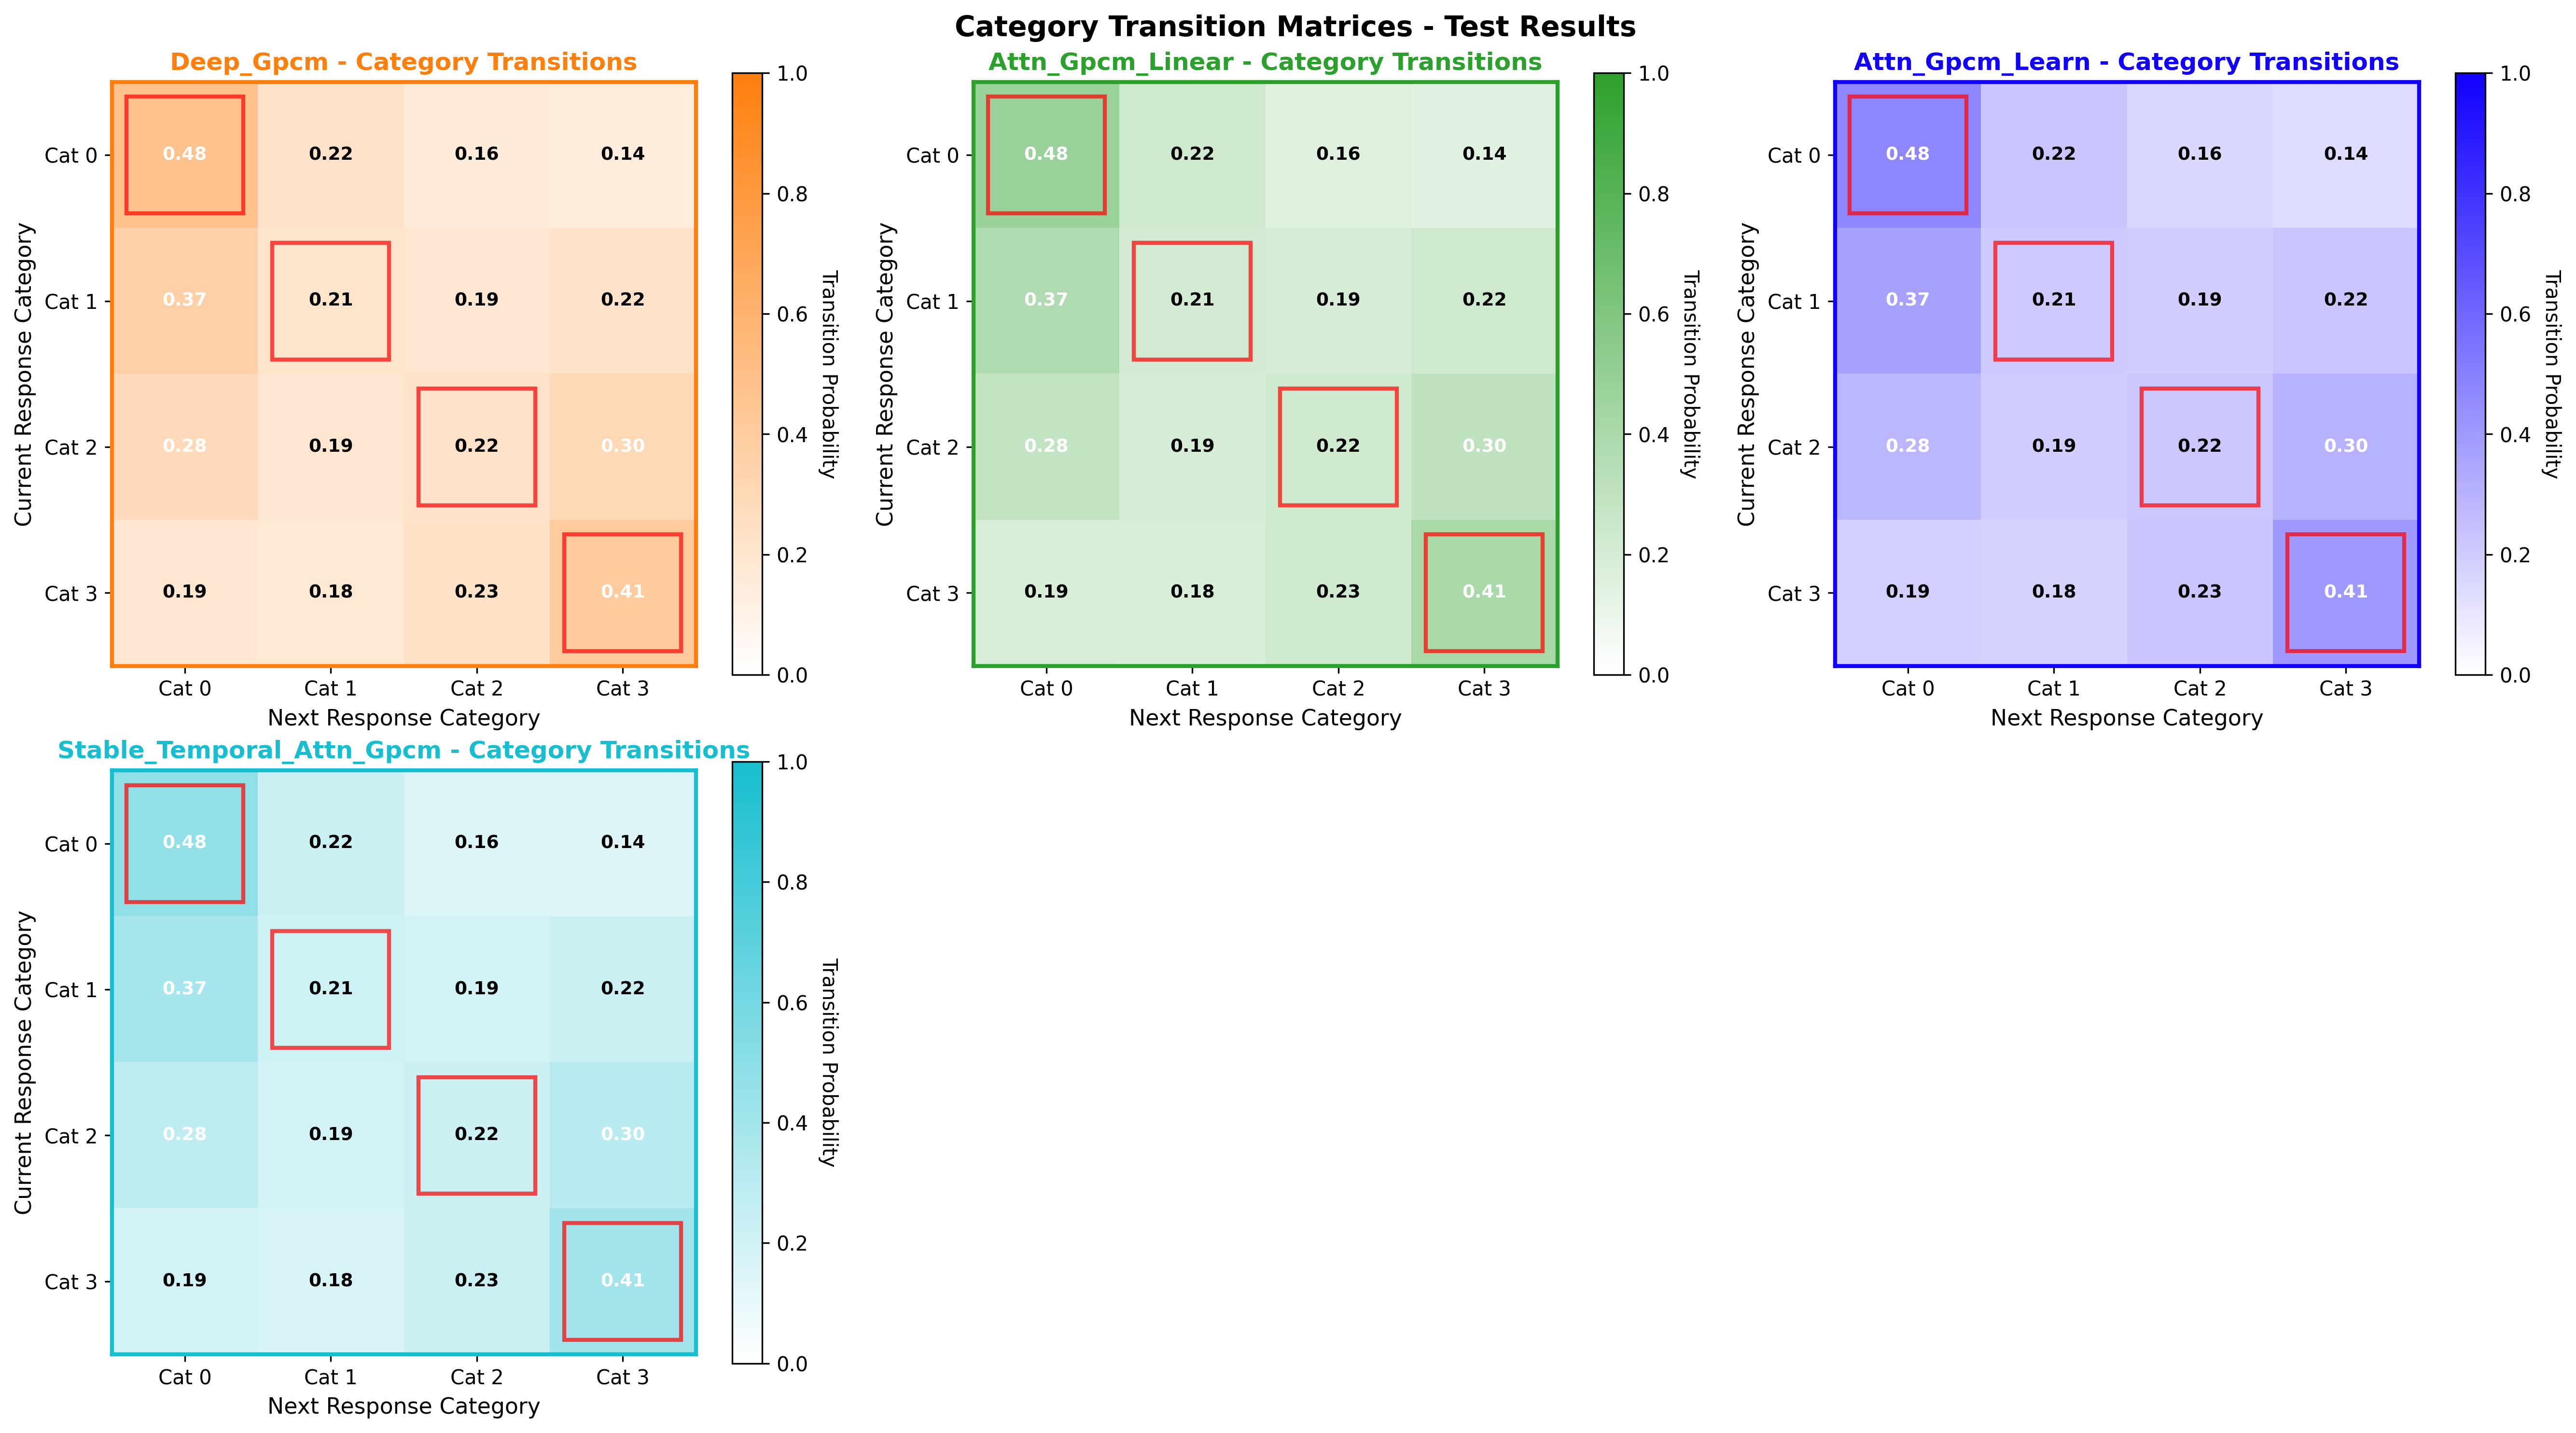 Category Transition Matrices - Test Results
Deep_Gpcm - Category Transitions
Current Response Category
Cat 0 0.48 0.22 0.16 0.14
Cat 1 0.37 0.21 0.19 0.22
Cat 2 0.28 0.19 0.22 0.30
Cat 3 0.19 0.18 0.23 0.41
Cat 0 Cat 1 Cat 2 Cat 3
Next Response Category
1.0
0.8
0.6
0.4
0.2
0.0
Transition Probability
Attn_Gpcm_Linear - Category Transitions
Current Response Category
Cat 0 0.48 0.22 0.16 0.14
Cat 1 0.37 0.21 0.19 0.22
Cat 2 0.28 0.19 0.22 0.30
Cat 3 0.19 0.18 0.23 0.41
Cat 0 Cat 1 Cat 2 Cat 3
Next Response Category
1.0
0.8
0.6
0.4
0.2
0.0
Transition Probability
Attn_Gpcm_Learn - Category Transitions
Current Response Category
Cat 0 0.48 0.22 0.16 0.14
Cat 1 0.37 0.21 0.19 0.22
Cat 2 0.28 0.19 0.22 0.30
Cat 3 0.19 0.18 0.23 0.41
Cat 0 Cat 1 Cat 2 Cat 3
Next Response Category
1.0
0.8
0.6
0.4
0.2
0.0
Transition Probability
Stable_Temporal_Attn_Gpcm - Category Transitions
Current Response Category
Cat 0 0.48 0.22 0.16 0.14
Cat 1 0.37 0.21 0.19 0.22
Cat 2 0.28 0.19 0.22 0.30
Cat 3 0.19 0.18 0.23 0.41
Cat 0 Cat 1 Cat 2 Cat 3
Next Response Category
1.0
0.8
0.6
0.4
0.2
0.0
Transition Probability